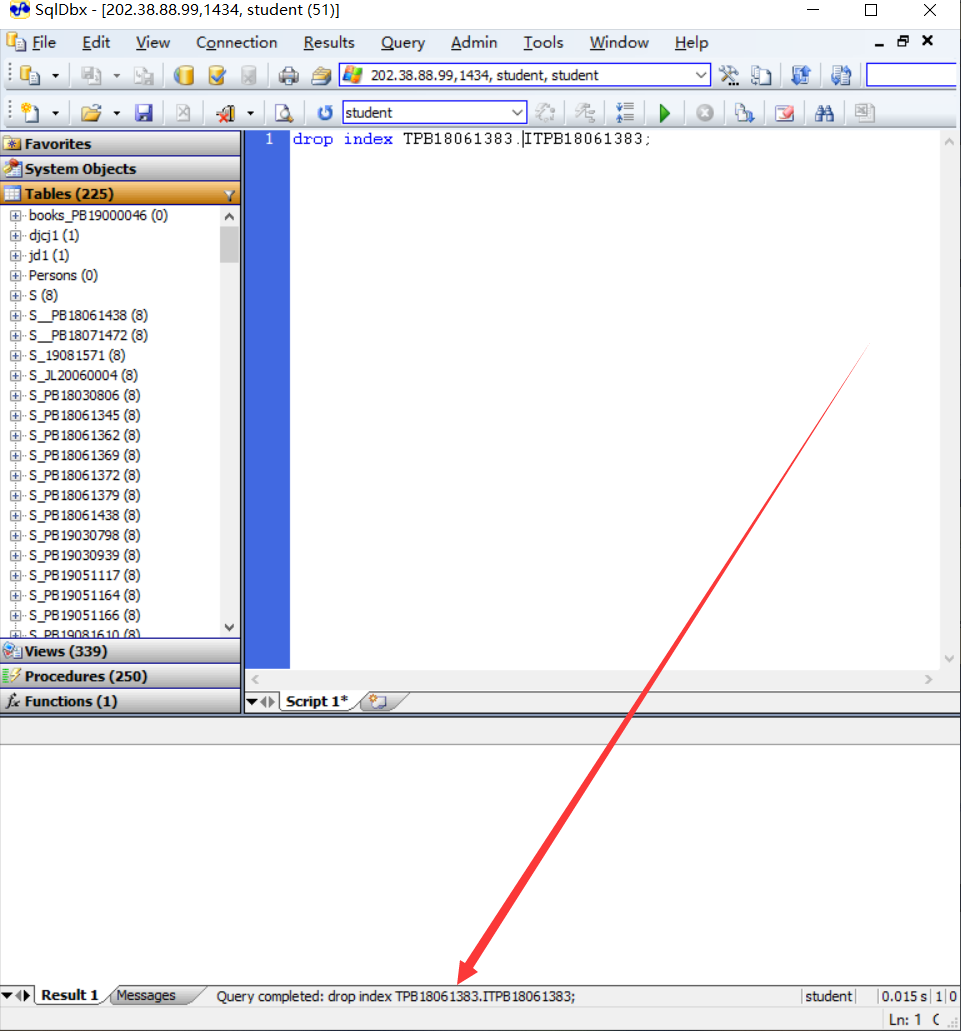 SqlDbx - [202.38.88.99,1434, student (51)]
File Edit View Connection Results Query Admin Tools Window Help
202.38.88.99,1434, student, student
student
Favorites
System Objects
Tables (225)
books_PB19000046 (0)
djcj1 (1)
jd1 (1)
Persons (0)
S (8)
S__PB18061438 (8)
S__PB18071472 (8)
S_19081571 (8)
S_JL20060004 (8)
S_PB18030806 (8)
S_PB18061345 (8)
S_PB18061362 (8)
S_PB18061369 (8)
S_PB18061372 (8)
S_PB18061379 (8)
S_PB18061438 (8)
S_PB19030798 (8)
S_PB19030939 (8)
S_PB19051117 (8)
S_PB19051164 (8)
S_PB19051166 (8)
S_PB19081610 (8)
Views (339)
Procedures (250)
Functions (1)
1 drop index TPB18061383.ITPB18061383;
Script 1*
Result 1 Messages Query completed: drop index TPB18061383.ITPB18061383; student 0.015 s 1 0
Ln: 1 C